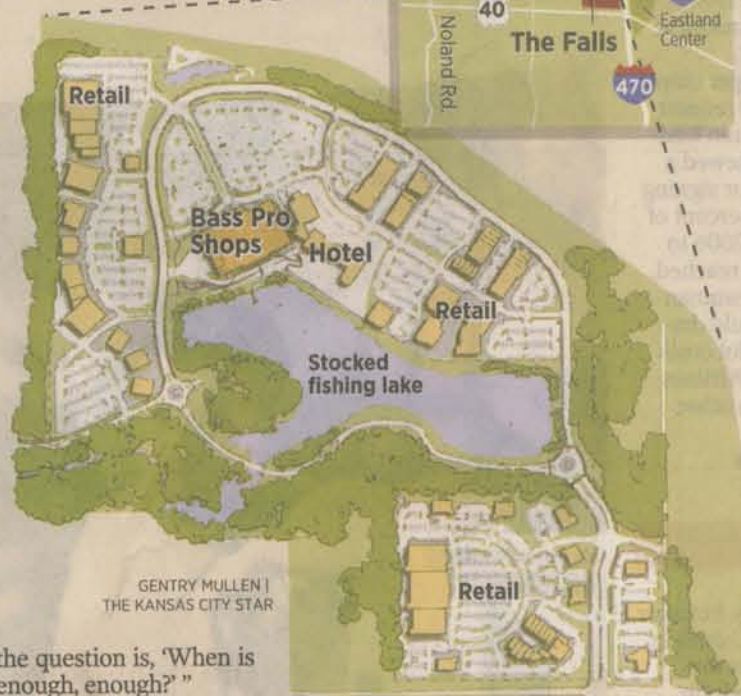 40
Noland Rd.
The Falls
Eastland
Center
470
Retail
Bass Pro
Shops
Hotel
Retail
Stocked
fishing lake
GENTRY MULLEN |
THE KANSAS CITY STAR
Retail
the question is, ‘When is
enough, enough?’ ”